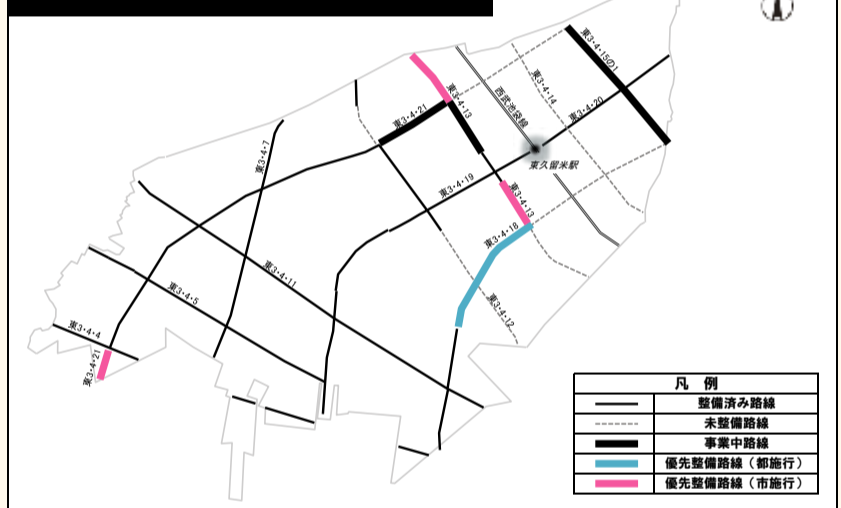 東3・4・15の1
東3・4・14
東3・4・13
西武池袋線
東3・4・20
東3・4・21
東久留米駅
東3・4・7
東3・4・19
東3・4・13
東3・4・18
東3・4・11
東3・4・5
東3・4・12
東3・4・4
東3・4・21
凡 例
整備済み路線
未整備路線
事業中路線
優先整備路線（都施行）
優先整備路線（市施行）